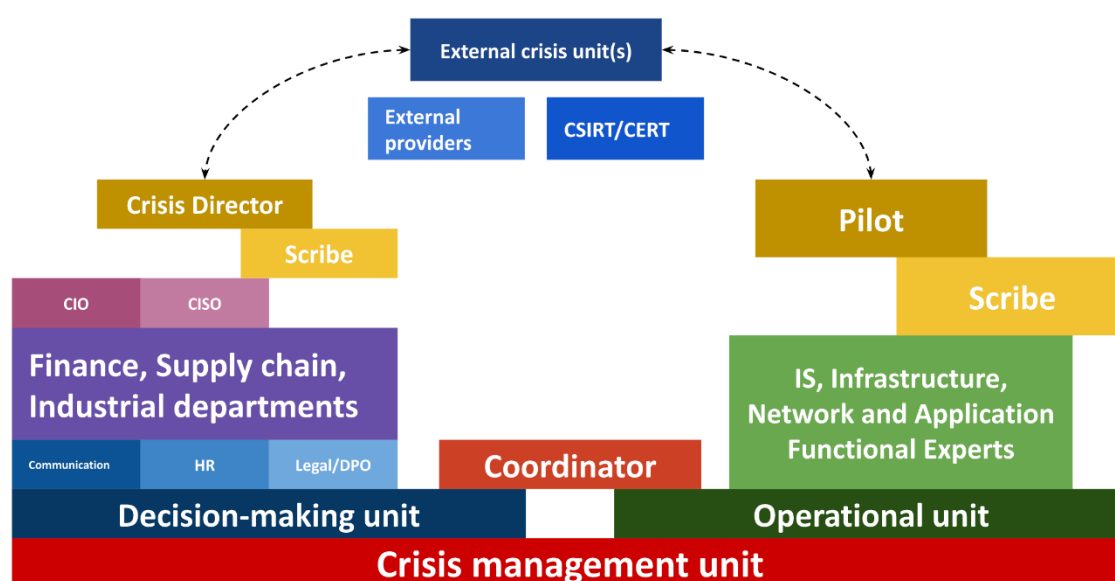 External crisis unit(s)
External
providers
CSIRT/CERT
Crisis Director
Scribe
Pilot
Scribe
CIO
CISO
Finance, Supply chain,
Industrial departments
IS, Infrastructure,
Network and Application
Functional Experts
Communication
HR
Legal/DPO
Coordinator
Decision-making unit
Operational unit
Crisis management unit